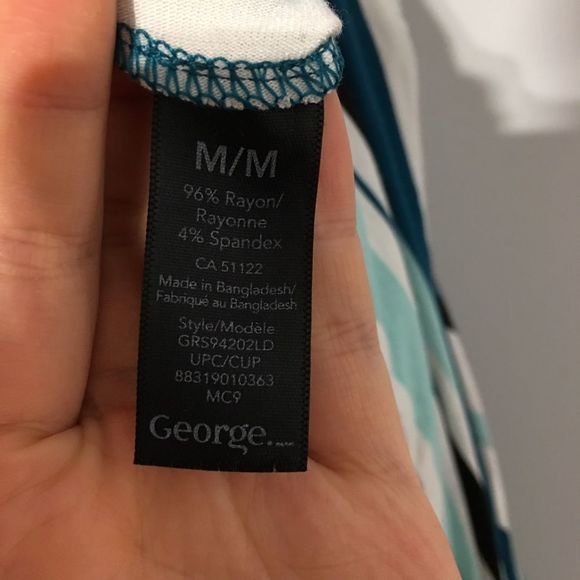 M/M
96% Rayon/
Rayonne
4% Spandex
CA 51122
Made in Bangladesh/
Fabriqué au Bangladesh
Style/Modèle
GRS94202LD
UPC/CUP
88319010363
MC9
George.